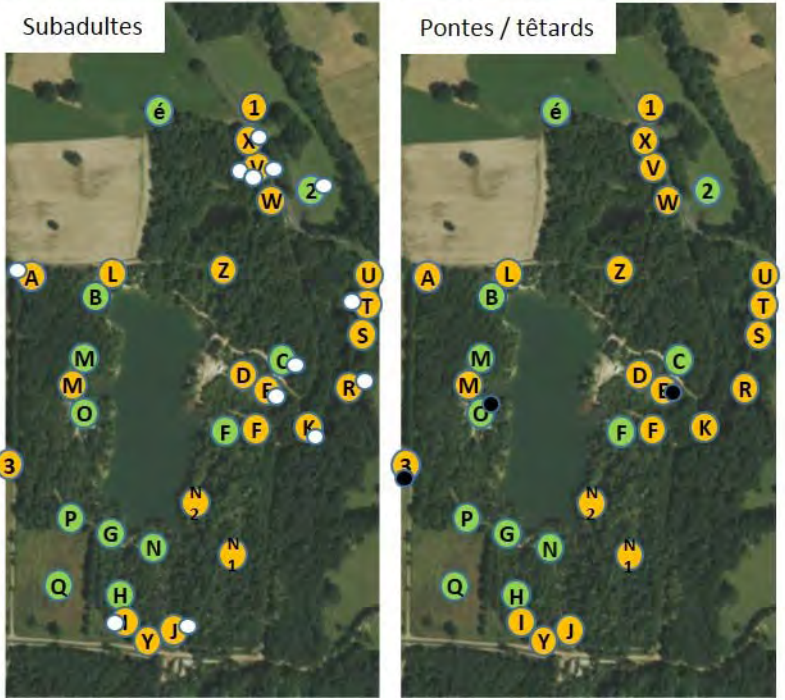 Subadultes
é
1
X
V
2
W
A
L
Z
U
B
T
S
M
C
D
M
E
R
O
F
F
K
3
N
2
P
G
N
N
1
Q
H
I
J
Y
Pontes / têtards
é
1
X
V
2
W
A
L
Z
U
B
T
S
M
C
D
M
E
R
O
F
F
K
3
N
2
P
G
N
N
1
Q
H
I
J
Y